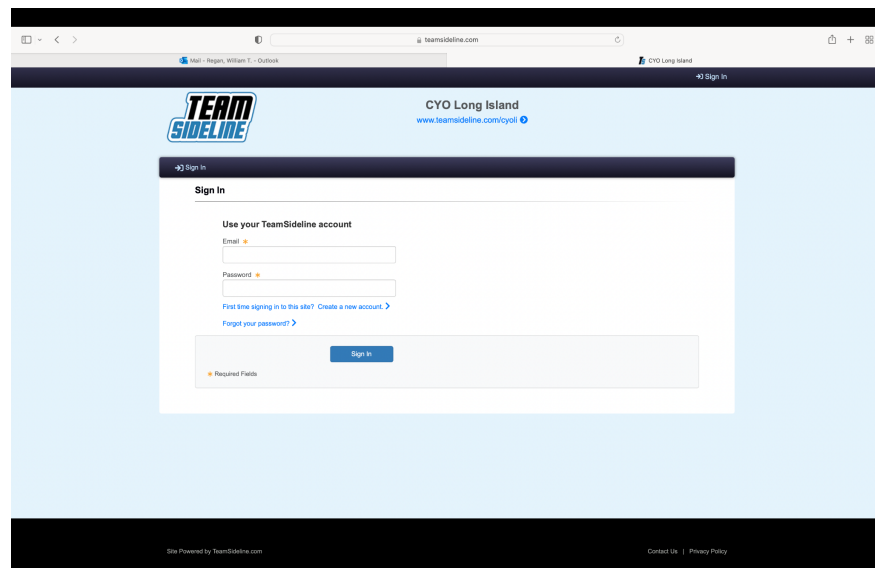 teamsideline.com
Mail - Regan, William T. - Outlook
CYO Long Island
Sign In
TEAM
SIDELINE
CYO Long Island
www.teamsideline.com/cyoli
Sign In
Sign In
Use your TeamSideline account
Email *
Password *
First time signing in to this site? Create a new account.
Forgot your password?
Sign In
* Required Fields
Site Powered by TeamSideline.com
Contact Us | Privacy Policy